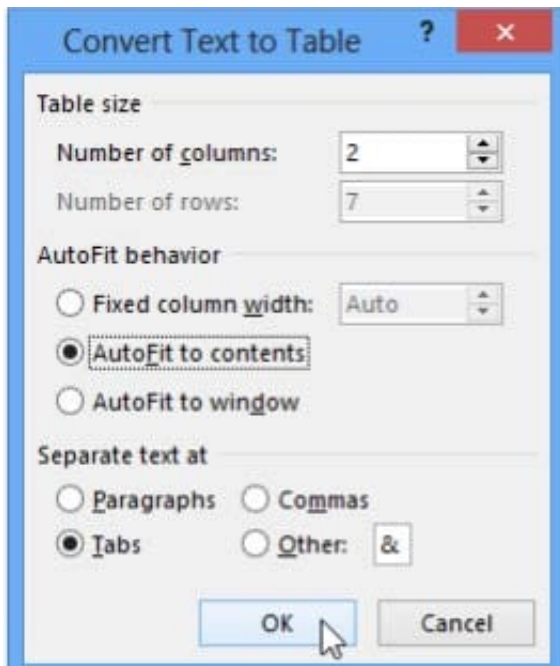 Convert Text to Table ?
Table size
Number of columns: 2
Number of rows: 7
AutoFit behavior
Fixed column width: Auto
AutoFit to contents
AutoFit to window
Separate text at
Paragraphs Commas
Tabs Other: &
OK Cancel